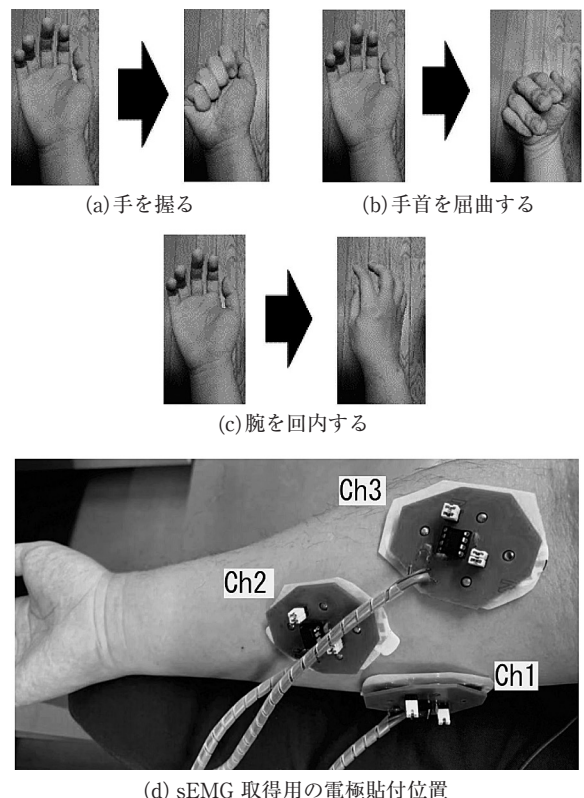 (a)手を握る
(b)手首を屈曲する
(c)腕を回内する
Ch3
Ch2
Ch1
(d) sEMG 取得用の電極貼付位置